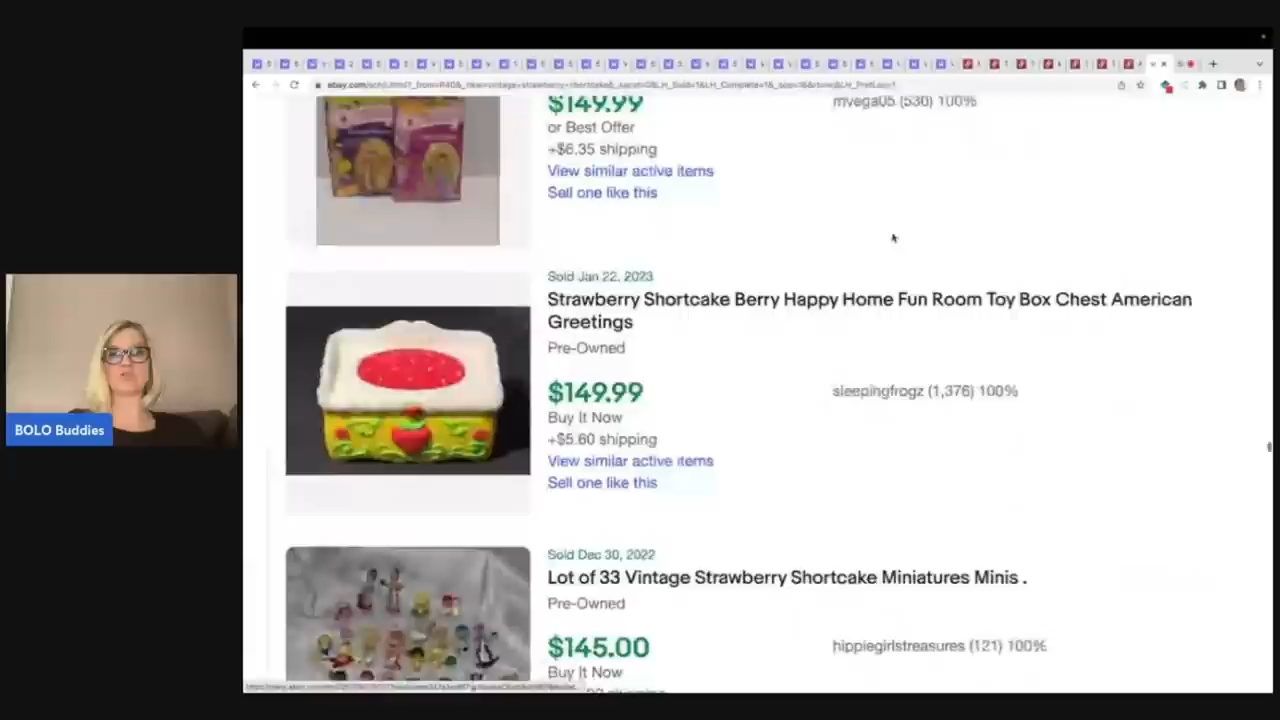 $149.99
mvega05 (530) 100%
or Best Offer
+$6.35 shipping
View similar active items
Sell one like this
Sold Jan 22, 2023
Strawberry Shortcake Berry Happy Home Fun Room Toy Box Chest American
Greetings
Pre-Owned
$149.99
sleepingfrogz (1,376) 100%
Buy It Now
+$5.60 shipping
View similar active items
Sell one like this
BOLO Buddies
Sold Dec 30, 2022
Lot of 33 Vintage Strawberry Shortcake Miniatures Minis .
Pre-Owned
$145.00
hippiegirlstreasures (121) 100%
Buy It Now